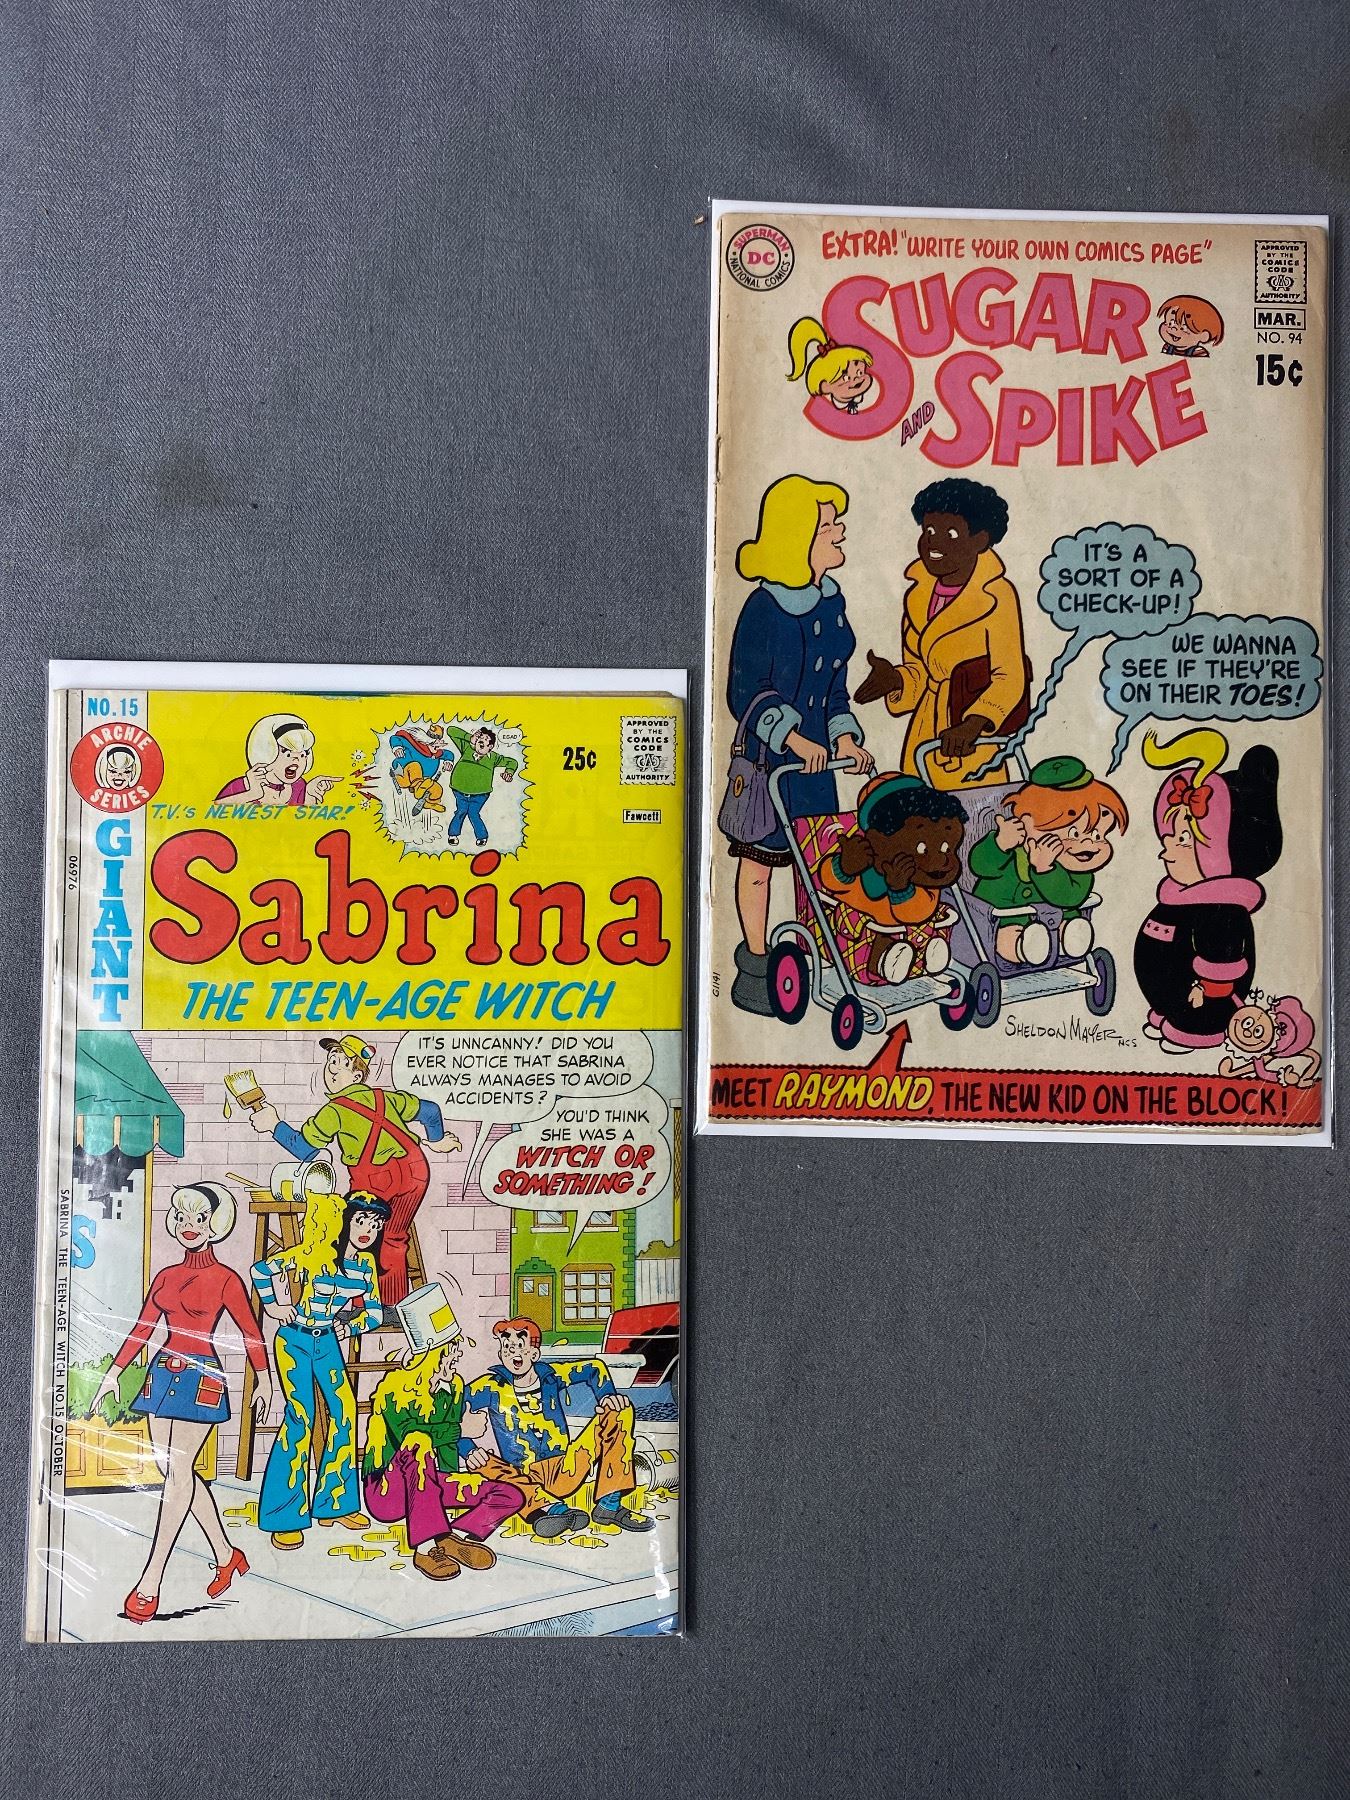 SUPERMAN
DC
NATIONAL COMICS
EXTRA! "WRITE YOUR OWN COMICS PAGE"
APPROVED
BY THE
COMICS
CODE
AUTHORITY
MAR.
NO. 94
15¢
SUGAR
AND SPIKE
IT'S A
SORT OF A
CHECK-UP!
WE WANNA
SEE IF THEY'RE
ON THEIR TOES!
G1141
SHELDON MAYER NCS
MEET RAYMOND, THE NEW KID ON THE BLOCK!
NO. 15
ARCHIE
SERIES
GIANT
06976
SABRINA THE TEEN-AGE WITCH NO.15 OCTOBER
T.V.'s NEWEST STAR!
EGAD!
25¢
APPROVED
BY THE
COMICS
CODE
AUTHORITY
Fawcett
Sabrina
THE TEEN-AGE WITCH
IT'S UNNCANNY! DID YOU
EVER NOTICE THAT SABRINA
ALWAYS MANAGES TO AVOID
ACCIDENTS?
YOU'D THINK
SHE WAS A
WITCH OR
SOMETHING!
S